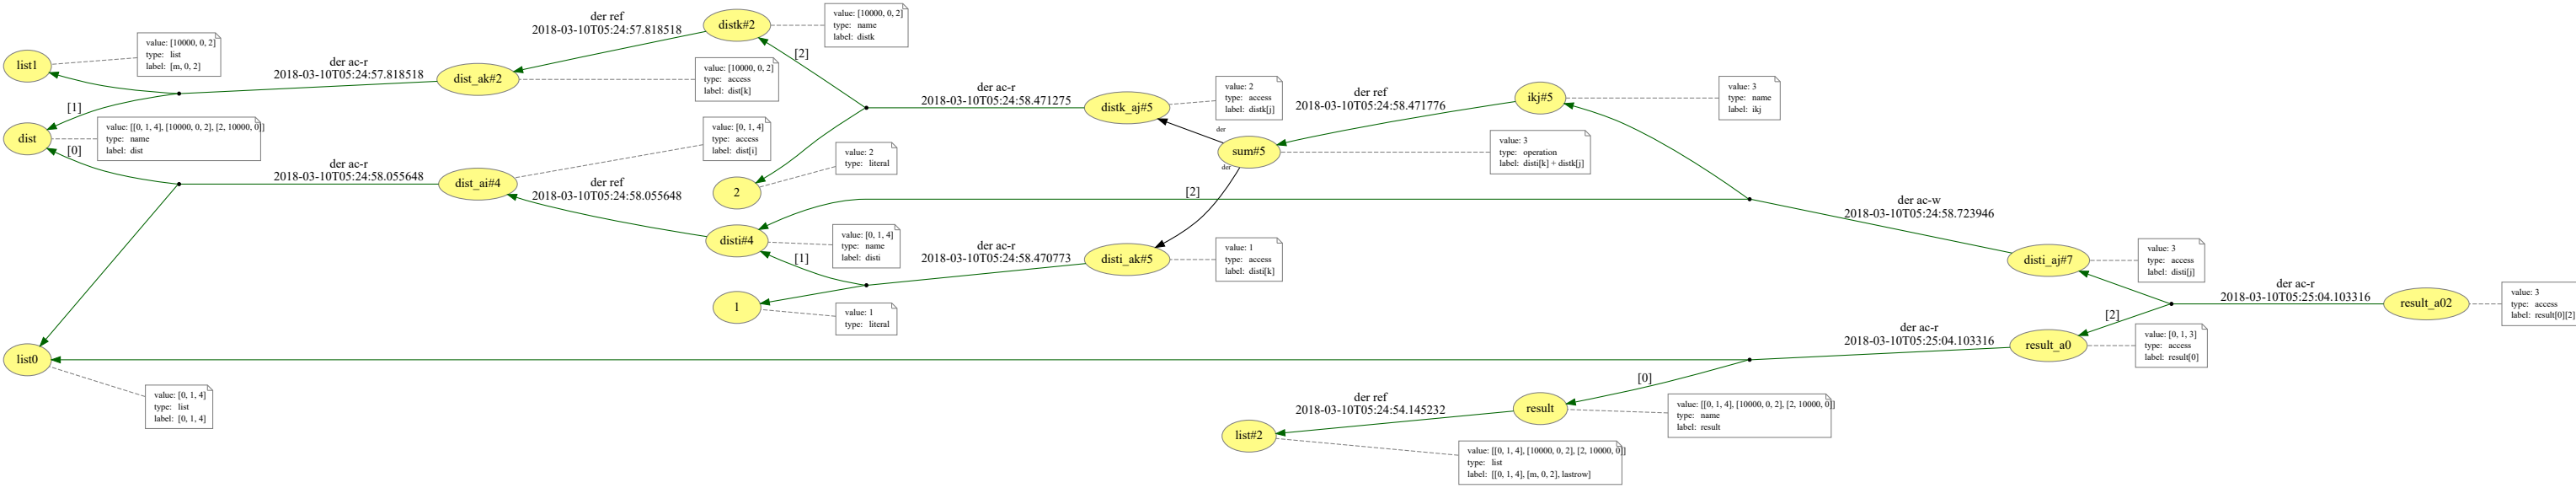 list1
value: [10000, 0, 2]
type: list
label: [m, 0, 2]
der ac-r
2018-03-10T05:24:57.818518
[1]
dist
value: [[0, 1, 4], [10000, 0, 2], [2, 10000, 0]]
type: name
label: dist
[0]
der ac-r
2018-03-10T05:24:58.055648
list0
value: [0, 1, 4]
type: list
label: [0, 1, 4]
dist_ak#2
value: [10000, 0, 2]
type: access
label: dist[k]
der ref
2018-03-10T05:24:57.818518
dist_ai#4
value: [0, 1, 4]
type: access
label: dist[i]
der ref
2018-03-10T05:24:58.055648
distk#2
value: [10000, 0, 2]
type: name
label: distk
[2]
2
value: 2
type: literal
disti#4
value: [0, 1, 4]
type: name
label: disti
[1]
1
value: 1
type: literal
der ac-r
2018-03-10T05:24:58.471275
der ac-r
2018-03-10T05:24:58.470773
distk_aj#5
value: 2
type: access
label: distk[j]
disti_ak#5
value: 1
type: access
label: disti[k]
der
sum#5
der
value: 3
type: operation
label: disti[k] + distk[j]
[2]
der ref
2018-03-10T05:24:58.471776
ikj#5
value: 3
type: name
label: ikj
der ac-w
2018-03-10T05:24:58.723946
disti_aj#7
value: 3
type: access
label: disti[j]
der ac-r
2018-03-10T05:25:04.103316
result_a02
value: 3
type: access
label: result[0][2]
[2]
result_a0
value: [0, 1, 3]
type: access
label: result[0]
der ac-r
2018-03-10T05:25:04.103316
[0]
result
value: [[0, 1, 4], [10000, 0, 2], [2, 10000, 0]]
type: name
label: result
der ref
2018-03-10T05:24:54.145232
list#2
value: [[0, 1, 4], [10000, 0, 2], [2, 10000, 0]]
type: list
label: [[0, 1, 4], [m, 0, 2], lastrow]